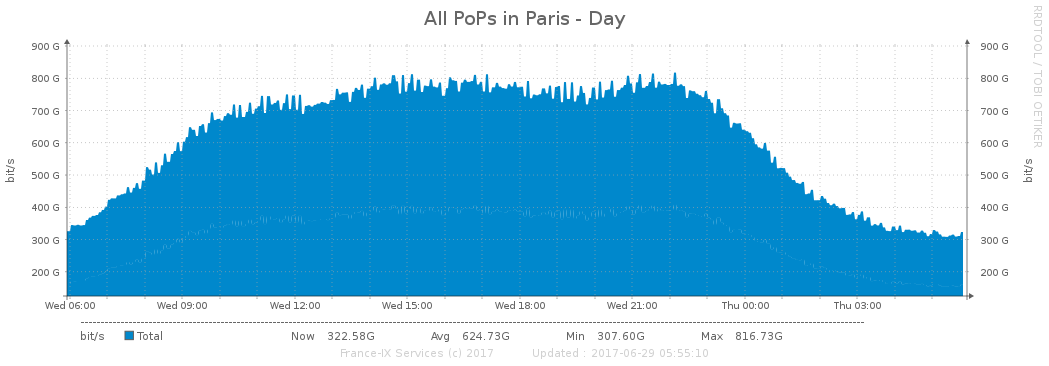 All PoPs in Paris - Day
RRDTOOL / TOBI OETIKER
bit/s
900 G 900 G
800 G 800 G
700 G 700 G
600 G 600 G
500 G 500 G
400 G 400 G
300 G 300 G
200 G 200 G
bit/s
Wed 06:00 Wed 09:00 Wed 12:00 Wed 15:00 Wed 18:00 Wed 21:00 Thu 00:00 Thu 03:00
bit/s Total Now 322.58G Avg 624.73G Min 307.60G Max 816.73G
France-IX Services (c) 2017 Updated : 2017-06-29 05:55:10